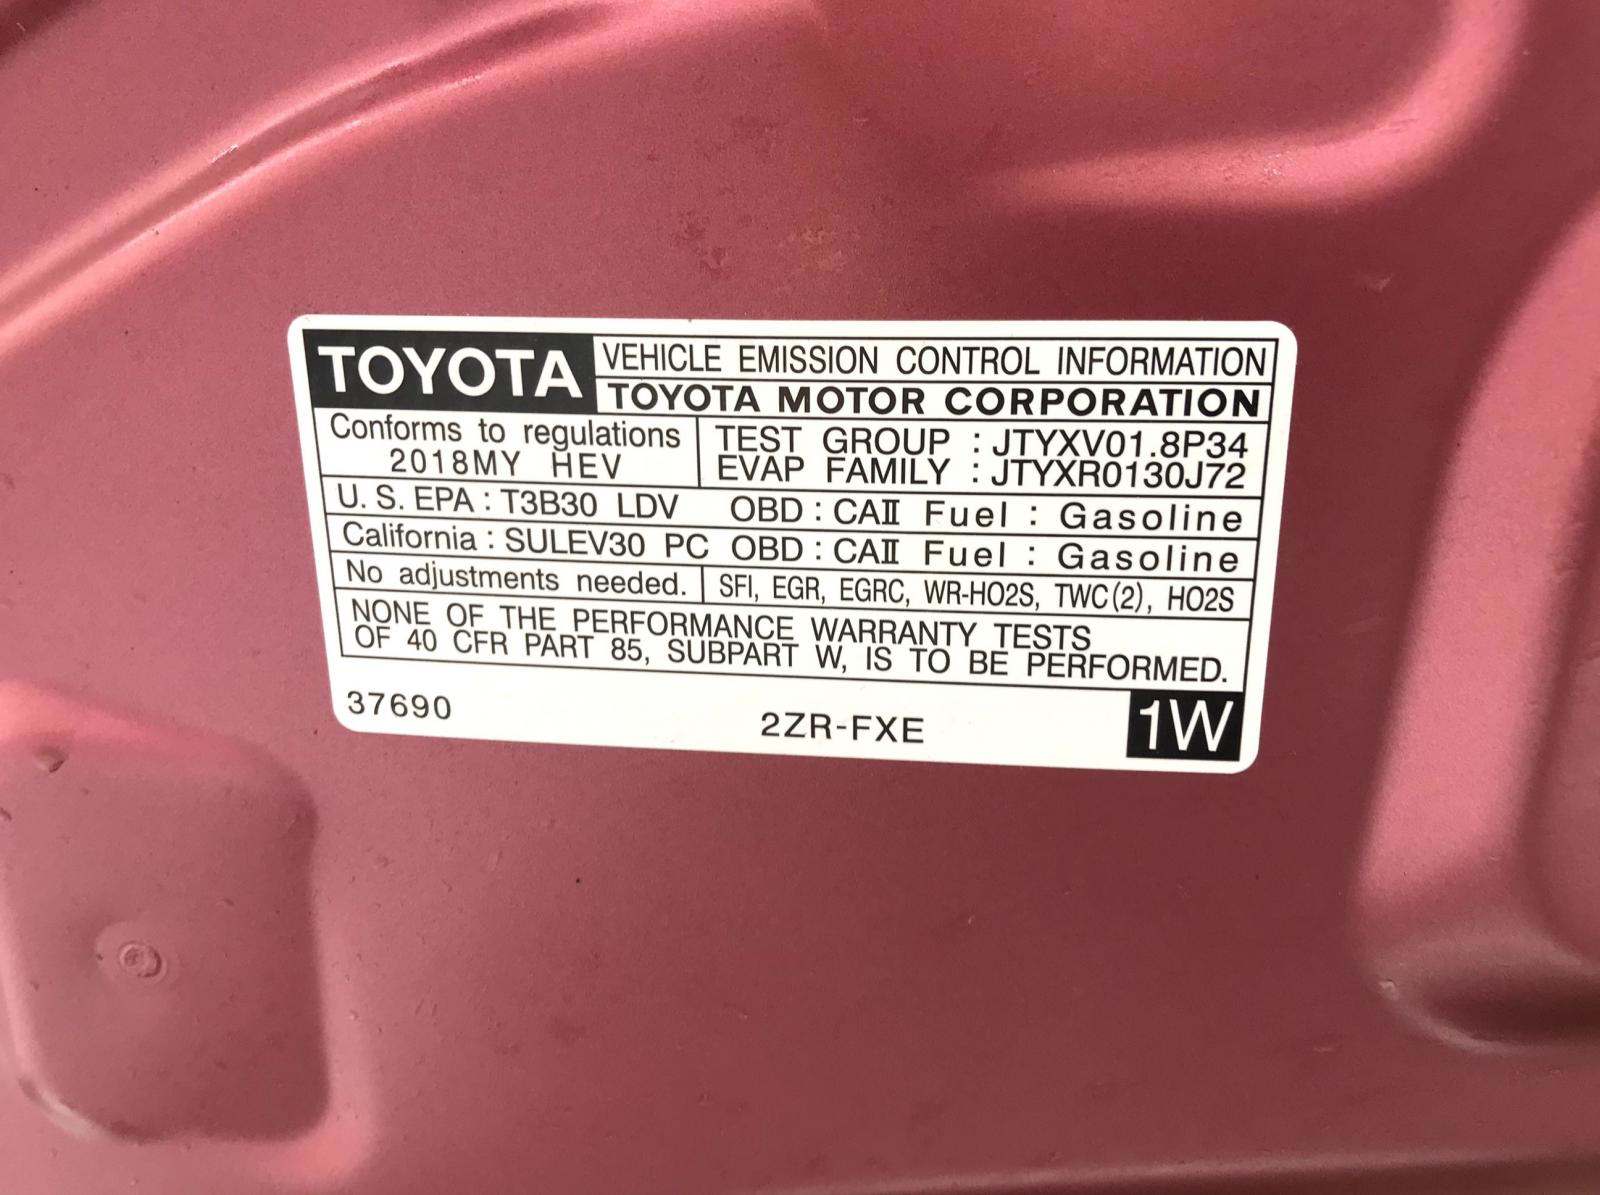 TOYOTA VEHICLE EMISSION CONTROL INFORMATION
TOYOTA MOTOR CORPORATION
Conforms to regulations
2018MY HEV
TEST GROUP : JTYXV01.8P34
EVAP FAMILY : JTYXR0130J72
U. S. EPA : T3B30 LDV OBD : CAⅡ Fuel : Gasoline
California : SULEV30 PC OBD : CAⅡ Fuel : Gasoline
No adjustments needed. SFI, EGR, EGRC, WR-HO2S, TWC(2), HO2S
NONE OF THE PERFORMANCE WARRANTY TESTS
OF 40 CFR PART 85, SUBPART W, IS TO BE PERFORMED.
37690 2ZR-FXE 1W